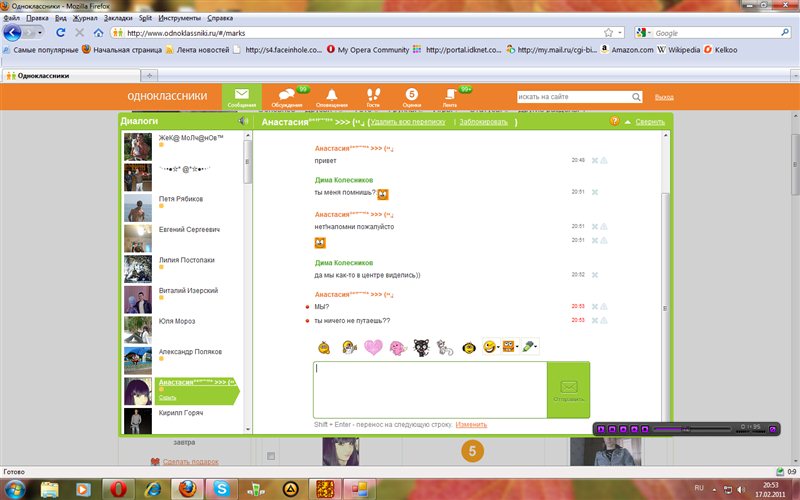 Одноклассники - Mozilla Firefox
Файл Правка Вид Журнал Закладки Split Инструменты Справка
http://www.odnoklassniki.ru/#/marks
Google
Самые популярные Начальная страница Лента новостей http://s4.faceinhole.co... My Opera Community http://portal.idknet.co... http://my.mail.ru/cgi-bi... Amazon.com Wikipedia Kelkoo
Одноклассники
одноклассники
Сообщения
99
Обсуждения
Оповещения
Гости
5
Оценки
99+
Лента
искать на сайте
Выход
Диалоги
Анастасия°*°"˜"°*° >>> {°°„ (Удалить всю переписку | Заблокировать )
? Свернуть
ЖеК@ МоЛч@нОв™
Петя Рябиков
Евгений Сергеевич
Лилия Постопаки
Виталий Изерский
Юля Мороз
Александр Поляков
Анастасия°*°"˜"°*° >>> {°°„
Скрыть
Кирилл Горяч
Анастасия°*°"˜"°*° >>> {°°„
привет 20:48
Дима Колесников
ты меня помнишь? 20:51
Анастасия°*°"˜"°*° >>> {°°„
нет!напомни пожалуйсто 20:51
20:51
Дима Колесников
да мы как-то в центре виделись)) 20:52
Анастасия°*°"˜"°*° >>> {°°„
МЫ? 20:53
ты ничего не путаешь?? 20:53
Отправить
Shift + Enter - перенос на следующую строку. Изменить
завтра
Сделать подарок
5
Готово
0:9
RU
20:53
17.02.2011